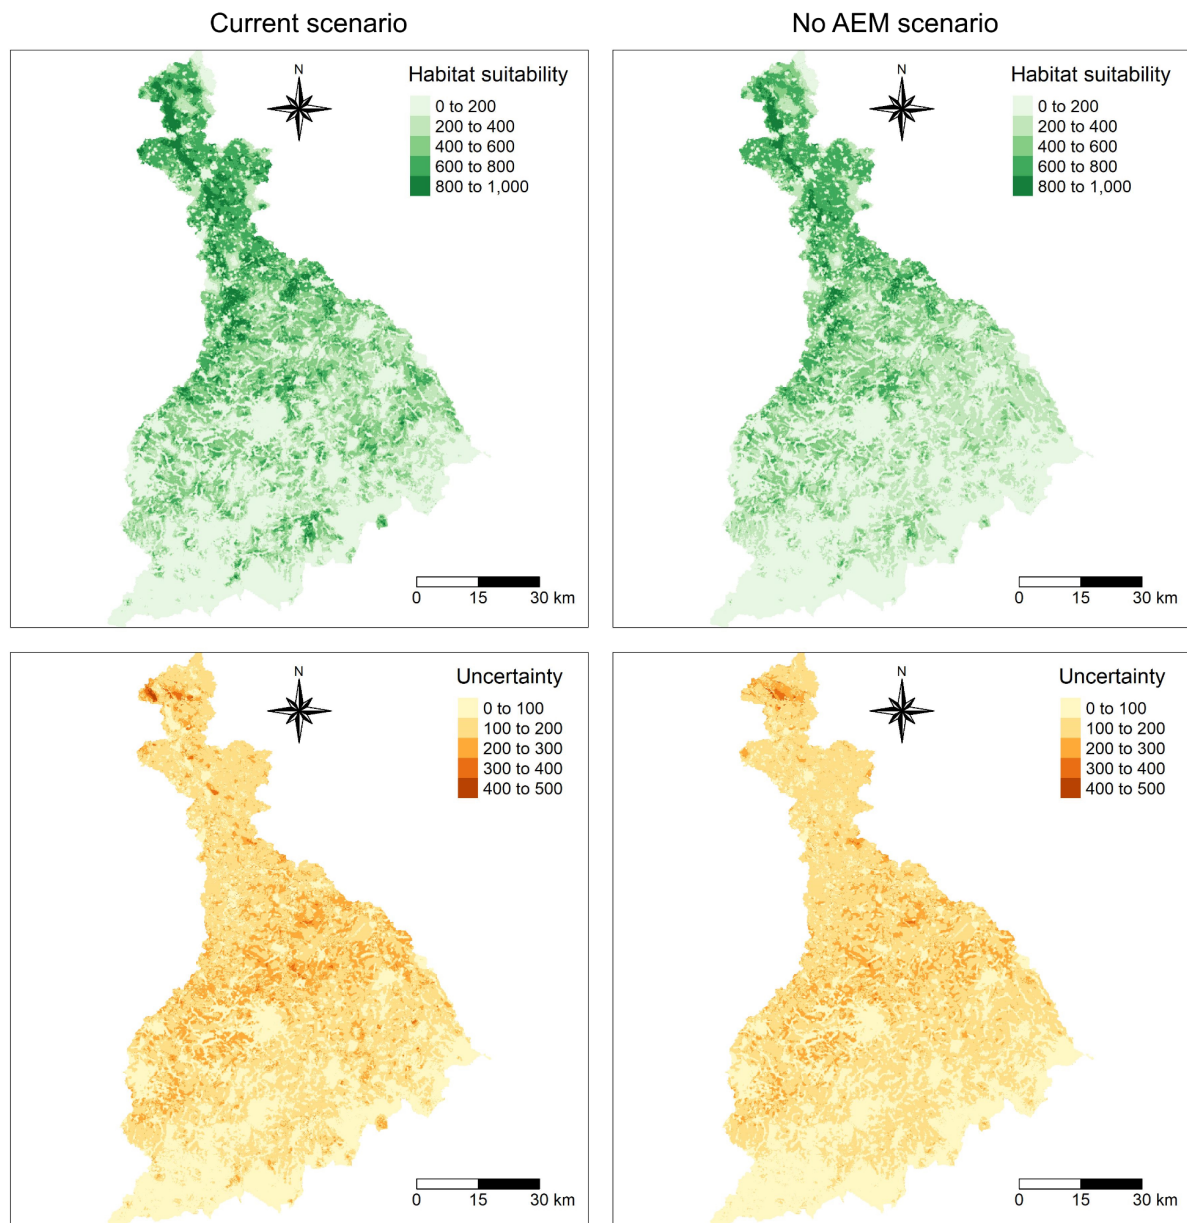 Current scenario
No AEM scenario
N
Habitat suitability
0 to 200
200 to 400
400 to 600
600 to 800
800 to 1,000
0 15 30 km
N
Habitat suitability
0 to 200
200 to 400
400 to 600
600 to 800
800 to 1,000
0 15 30 km
N
Uncertainty
0 to 100
100 to 200
200 to 300
300 to 400
400 to 500
0 15 30 km
N
Uncertainty
0 to 100
100 to 200
200 to 300
300 to 400
400 to 500
0 15 30 km